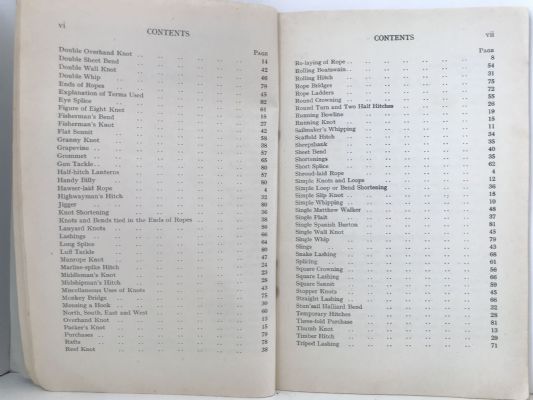 vi
CONTENTS
PAGE
Double Overhand Knot .. 14
Double Sheet Bend .. 42
Double Wall Knot .. 46
Double Whip .. 79
Ends of Ropes .. 45
Explanation of Terms Used .. 82
Eye Splice .. 61
Figure of Eight Knot .. 15
Fisherman's Bend .. 27
Fisherman's Knot .. 42
Flat Sennit .. 58
Granny Knot .. 38
Grapevine .. 57
Grommet .. 65
Gun Tackle .. 80
Half-hitch Lanterns .. 57
Handy Billy .. 80
Hawser-laid Rope .. 4
Highwayman's Hitch .. 32
Jigger .. 80
Knot Shortening .. 36
Knots and Bends tied in the Ends of Ropes .. 38
Lanyard Knots .. 58
Lashings .. 66
Long Splice .. 64
Luff Tackle .. 80
Manrope Knot .. 47
Marline-spike Hitch .. 24
Middleman's Knot .. 23
Midshipman's Hitch .. 28
Miscellaneous Uses of Knots .. 43
Monkey Bridge .. 75
Mousing a Hook .. 30
North, South, East and West .. 60
Overhand Knot .. 13
Packer's Knot .. 15
Purchases .. 79
Rafts .. 78
Reef Knot .. 38
CONTENTS
vii
PAGE
Re-laying of Rope .. 8
Rolling Boatswain .. 54
Rolling Hitch .. 31
Rope Bridges .. 75
Rope Ladders .. 72
Round Crowning .. 55
Round Turn and Two Half Hitches .. 26
Running Bowline .. 19
Running Knot .. 15
Sailmaker's Whipping .. 11
Scaffold Hitch .. 34
Sheepshank .. 35
Sheet Bend .. 40
Shortenings .. 35
Short Splice .. 62
Shroud-laid Rope .. 4
Simple Knots and Loops .. 12
Simple Loop or Bend Shortening .. 36
Simple Slip Knot .. 18
Simple Whipping .. 10
Single Matthew Walker .. 48
Single Plait .. 37
Single Spanish Burton .. 81
Single Wall Knot .. 45
Single Whip .. 79
Slings .. 43
Snake Lashing .. 68
Splicing .. 61
Square Crowning .. 56
Square Lashing .. 66
Square Sennit .. 59
Stopper Knots .. 45
Straight Lashing .. 66
Stun'sail Halliard Bend .. 32
Temporary Hitches .. 28
Three-fold Purchase .. 81
Thumb Knot .. 13
Timber Hitch .. 29
Tripod Lashing .. 71